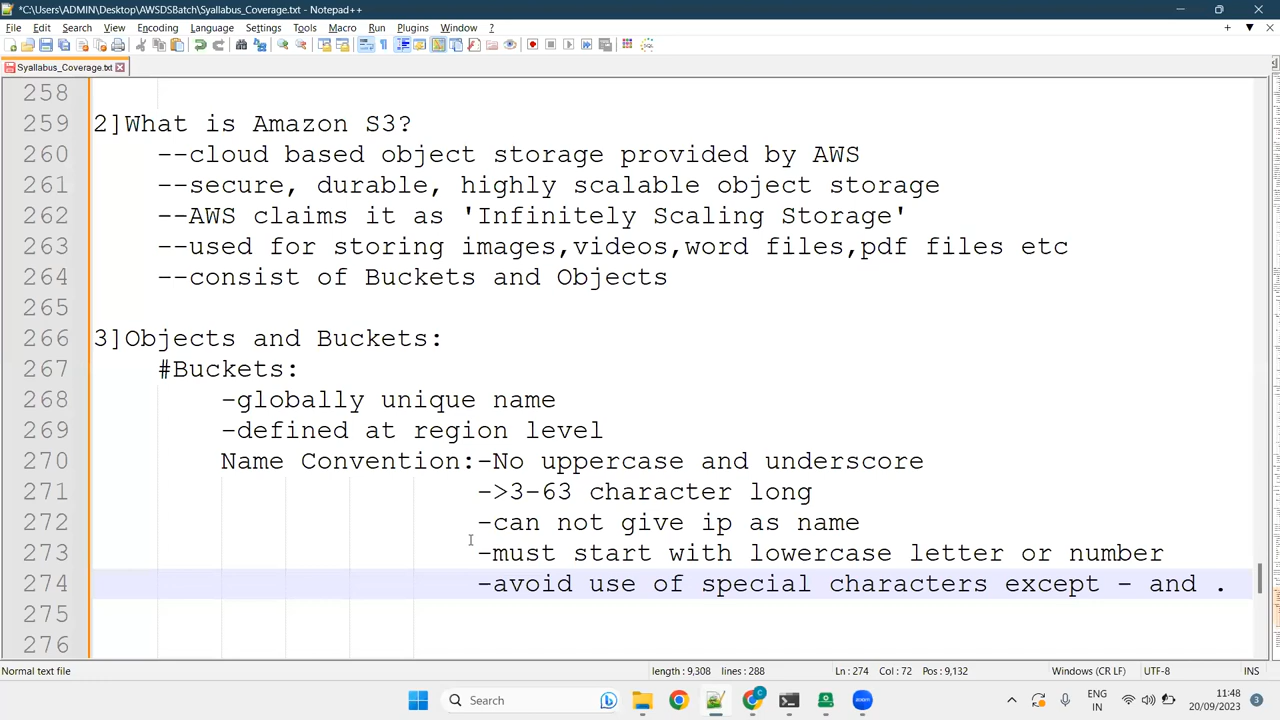 *C:\Users\ADMIN\Desktop\AWSDSBatch\Syallabus_Coverage.txt - Notepad++
File Edit Search View Encoding Language Settings Tools Macro Run Plugins Window ?
Syallabus_Coverage.txt
258
259 2]What is Amazon S3?
260 --cloud based object storage provided by AWS
261 --secure, durable, highly scalable object storage
262 --AWS claims it as 'Infinitely Scaling Storage'
263 --used for storing images,videos,word files,pdf files etc
264 --consist of Buckets and Objects
265
266 3]Objects and Buckets:
267 #Buckets:
268 -globally unique name
269 -defined at region level
270 Name Convention:-No uppercase and underscore
271 ->3-63 character long
272 -can not give ip as name
273 -must start with lowercase letter or number
274 -avoid use of special characters except - and .
275
276
Normal text file length : 9,308 lines : 288 Ln : 274 Col : 72 Pos : 9,132 Windows (CR LF) UTF-8 INS
Search ENG IN 11:48 20/09/2023 3